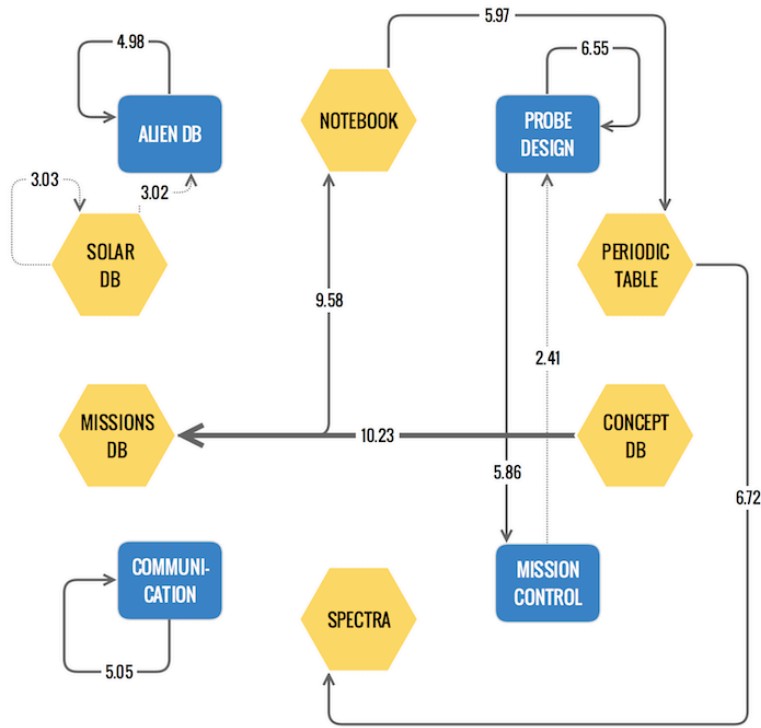 5.97
4.98
6.55
ALIEN DB
NOTEBOOK
PROBE
DESIGN
3.03
3.02
SOLAR
DB
PERIODIC
TABLE
9.58
2.41
MISSIONS
DB
10.23
CONCEPT
DB
5.86
6.72
COMMUNI-
CATION
MISSION
CONTROL
SPECTRA
5.05